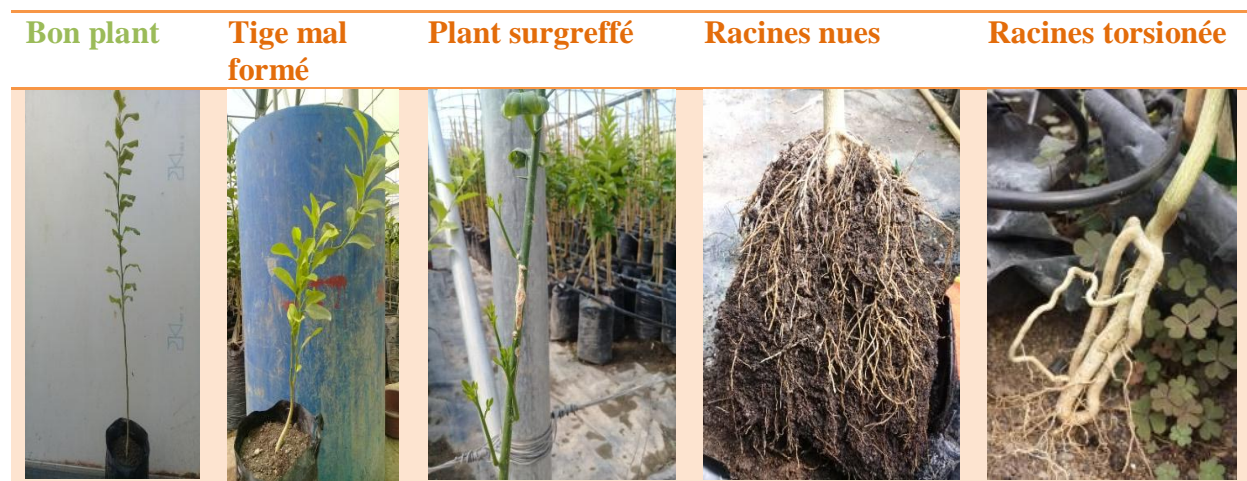 Bon plant
Tige mal
formé
Plant surgreffé
Racines nues
Racines torsionée